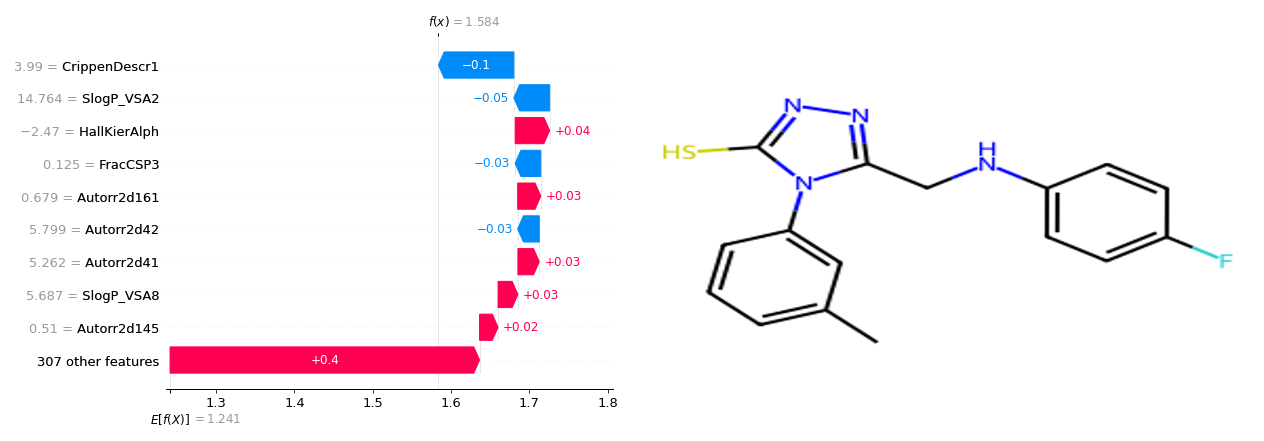 f(x) = 1.584
3.99 = CrippenDescr1
−0.1
14.764 = SlogP_VSA2
−0.05
−2.47 = HallKierAlph
+0.04
0.125 = FracCSP3
−0.03
0.679 = Autorr2d161
+0.03
5.799 = Autorr2d42
−0.03
5.262 = Autorr2d41
+0.03
5.687 = SlogP_VSA8
+0.03
0.51 = Autorr2d145
+0.02
307 other features
+0.4
1.3 1.4 1.5 1.6 1.7 1.8
E[f(X)] = 1.241
N
N
HS
N
H
N
F